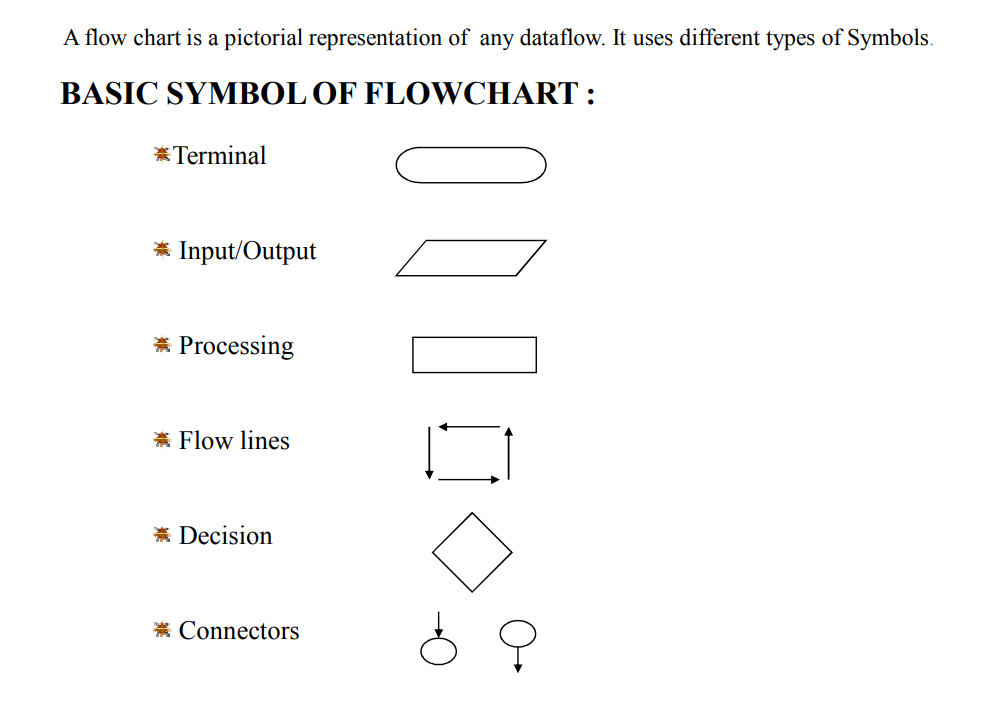 A flow chart is a pictorial representation of any dataflow. It uses different types of Symbols.
BASIC SYMBOL OF FLOWCHART :
Terminal
Input/Output
Processing
Flow lines
Decision
Connectors